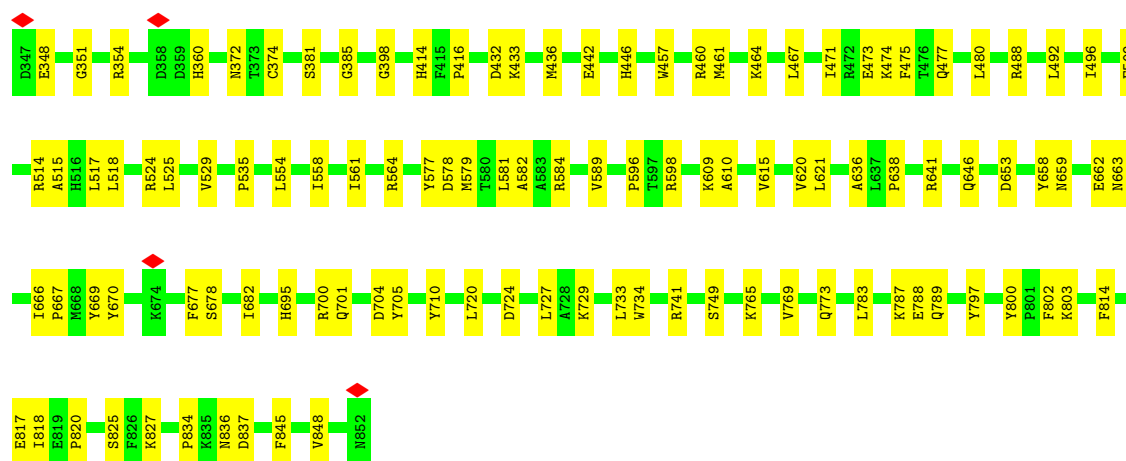 D347 E348 G351 R354 D358 D359 H360 N372 T373 C374 S381 G385 G398 H414 F415 P416 D432 K433 M436 E442 H446 W457 R460 M461 K464 L467 I471 R472 E473 K474 F475 T476 Q477 L480 R488 L492 I496
R514 A515 H516 L517 L518 R524 L525 V529 P535 L554 I558 I561 R564 Y577 D578 M579 T580 L581 A582 A583 R584 V589 P596 T597 R598 K609 A610 V615 V620 L621 A636 L637 P638 R641 Q646 D653 Y658 N659 E662 N663
I666 P667 M668 Y669 Y670 K674 F677 S678 I682 H695 R700 Q701 D704 Y705 Y710 L720 D724 L727 A728 K729 L733 W734 R741 S749 K765 V769 Q773 L783 K787 E788 Q789 Y797 Y800 P801 F802 K803 F814
E817 I818 E819 P820 S825 F826 K827 P834 K835 N836 D837 F845 V848 N852